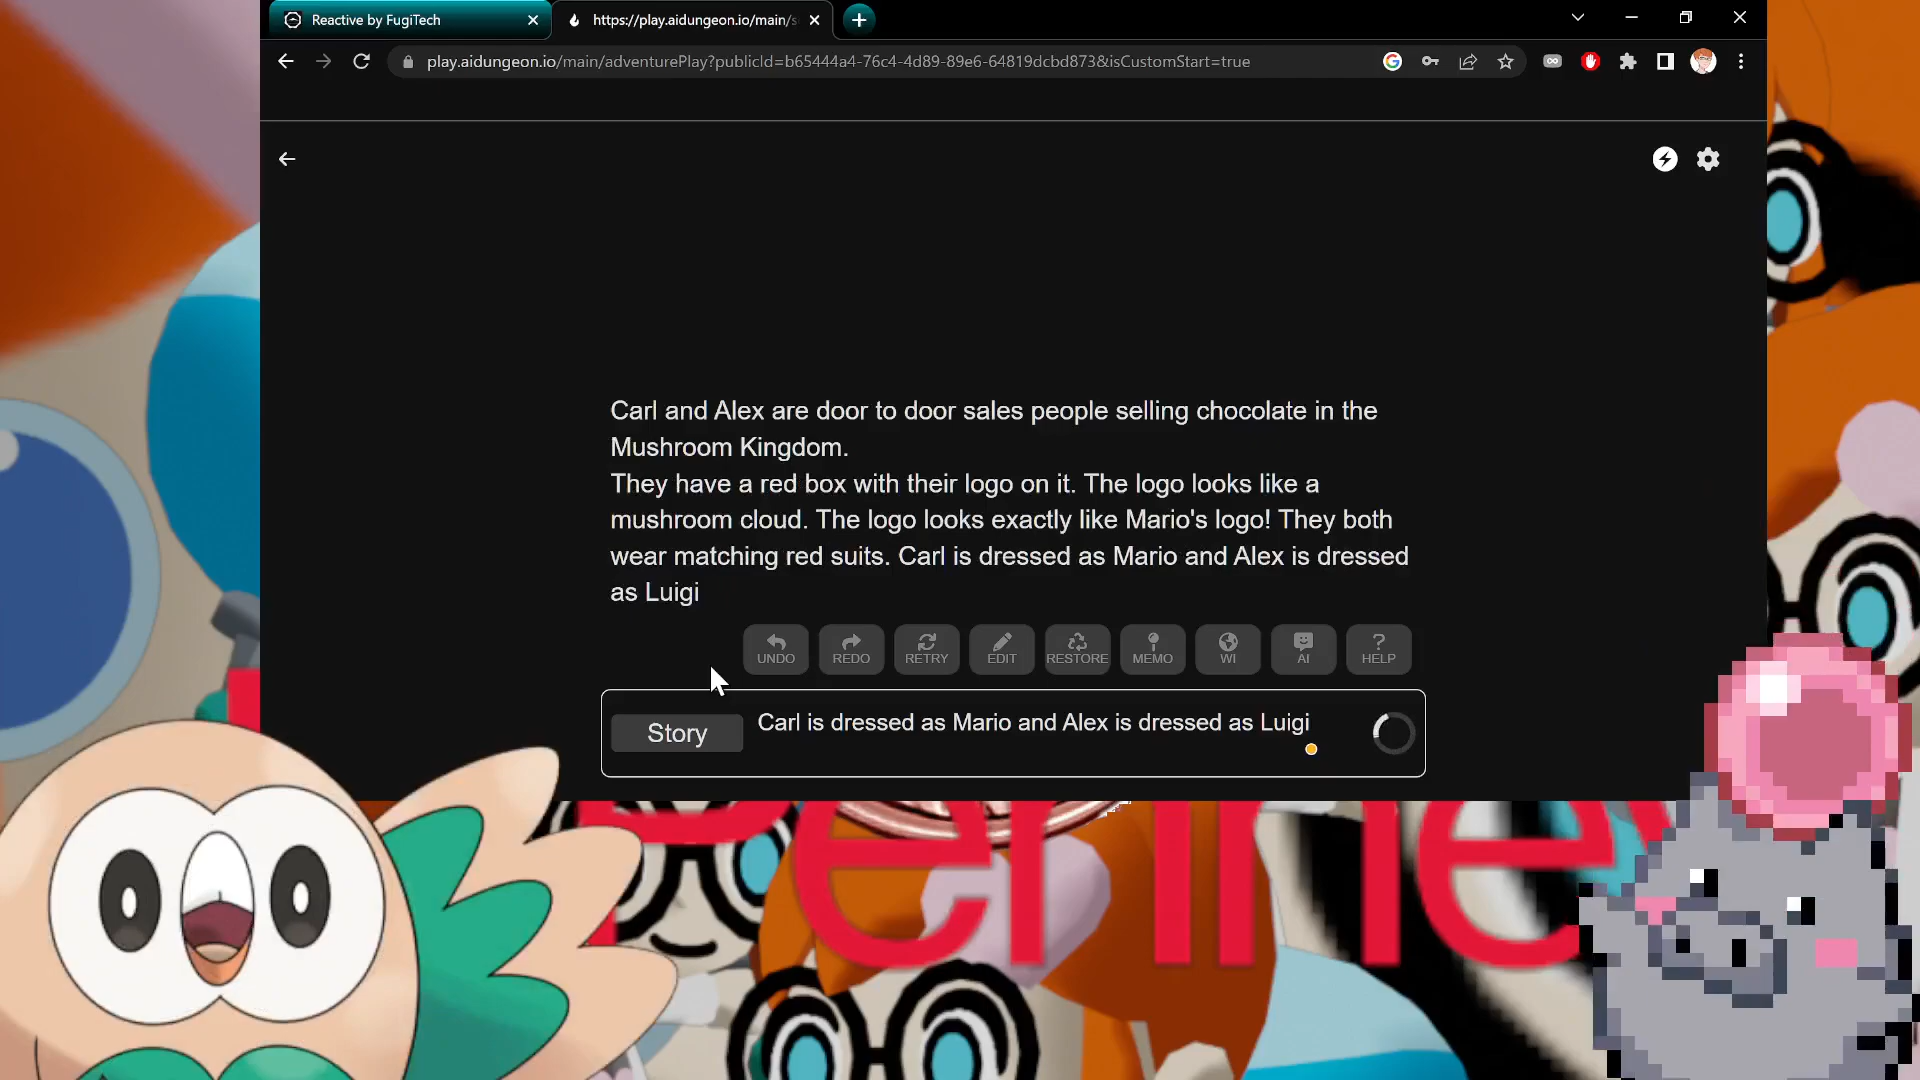 Reactive by FugiTech
https://play.aidungeon.io/main/s
play.aidungeon.io/main/adventurePlay?publicId=b65444a4-76c4-4d89-89e6-64819dcbd873&isCustomStart=true
Carl and Alex are door to door sales people selling chocolate in the
Mushroom Kingdom.
They have a red box with their logo on it. The logo looks like a
mushroom cloud. The logo looks exactly like Mario's logo! They both
wear matching red suits. Carl is dressed as Mario and Alex is dressed
as Luigi
UNDO
REDO
RETRY
EDIT
RESTORE
MEMO
WI
AI
HELP
Story
Carl is dressed as Mario and Alex is dressed as Luigi